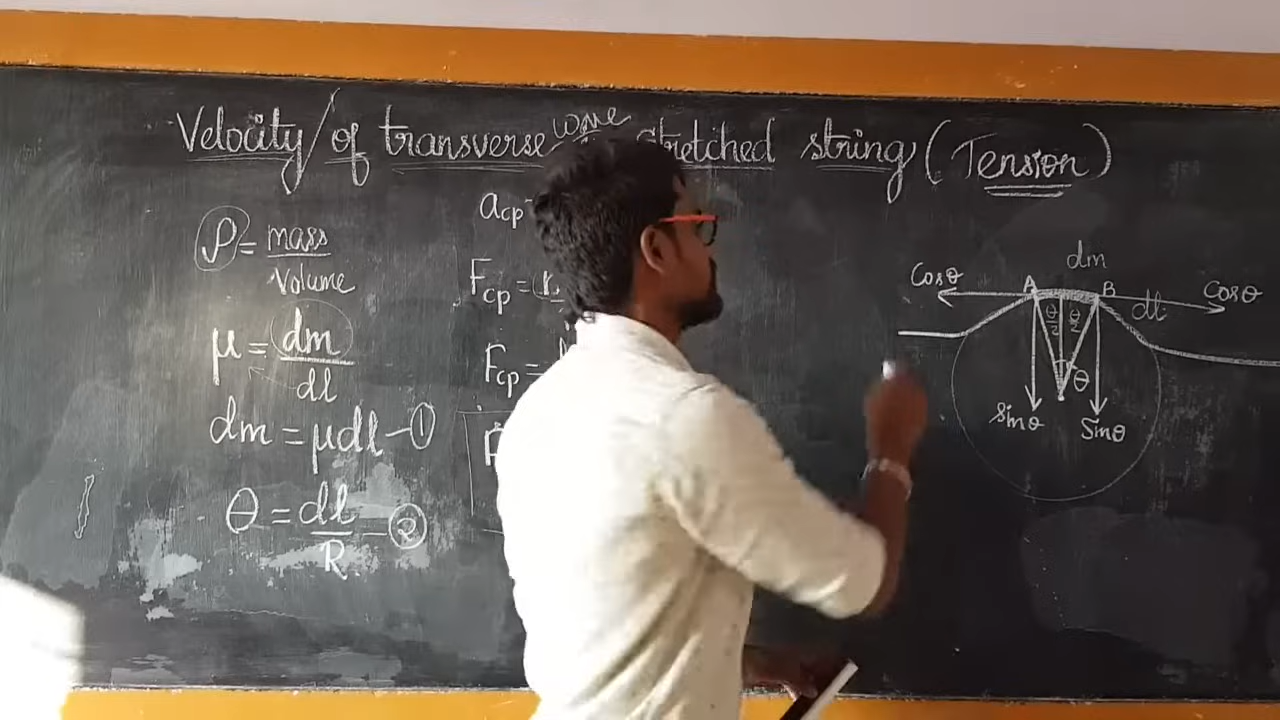 Velocity of transverse wave stretched string (Tension)
ρ = mass
Volume
μ = dm
dl
dm = μdl - ①
θ = dl - ②
R
acp
Fcp =
Fcp =
dm
Cosθ A B Cosθ
dl
θ/2 θ/2
θ
Sinθ Sinθ